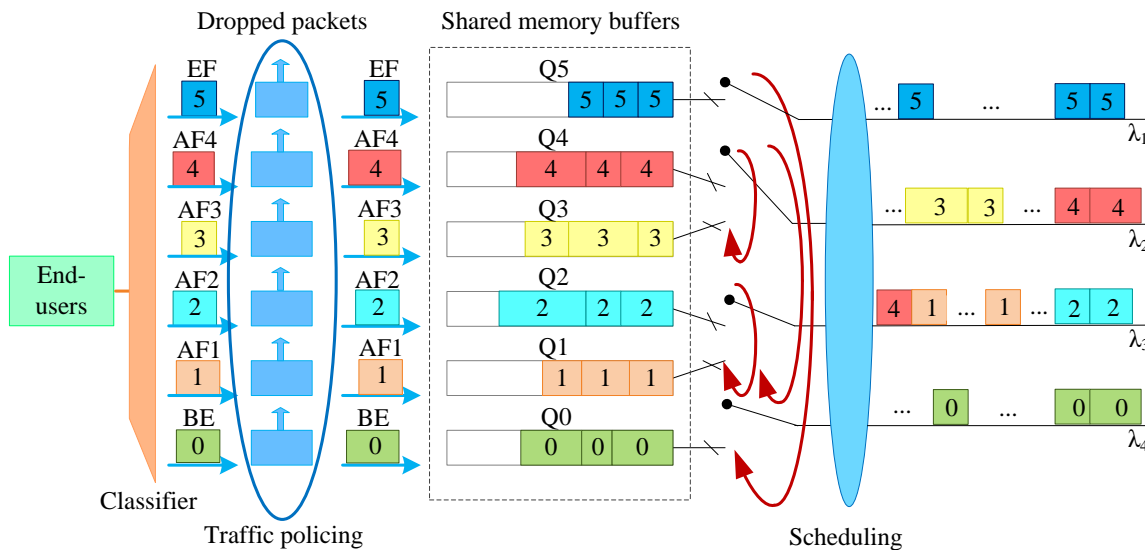 Dropped packets
Shared memory buffers
EF
EF
Q5
5
5
5 5 5
... 5 ... 5 5
λ1
AF4
AF4
Q4
4
4
4 4 4
AF3
AF3
Q3
3
3
3 3 3
... 3 3 ... 4 4
λ2
End-
users
AF2
AF2
Q2
2
2
2 2 2
4 1 ... 1 ... 2 2
λ3
AF1
AF1
Q1
1
1
1 1 1
BE
BE
Q0
0
0
0 0 0
... 0 ... 0 0
λ4
Classifier
Traffic policing
Scheduling